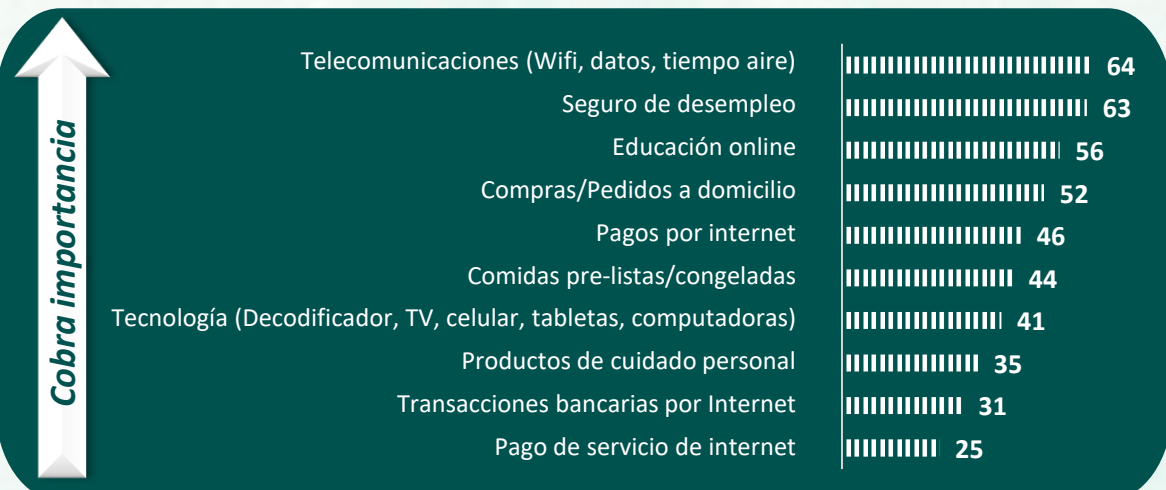 Cobra importancia
Telecomunicaciones (Wifi, datos, tiempo aire) 64
Seguro de desempleo 63
Educación online 56
Compras/Pedidos a domicilio 52
Pagos por internet 46
Comidas pre-listas/congeladas 44
Tecnología (Decodificador, TV, celular, tabletas, computadoras) 41
Productos de cuidado personal 35
Transacciones bancarias por Internet 31
Pago de servicio de internet 25